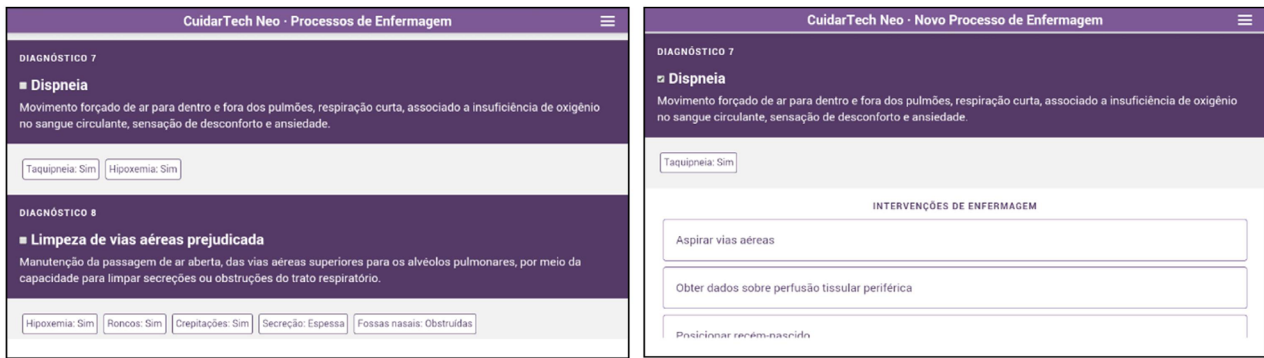 CuidarTech Neo · Processos de Enfermagem
DIAGNÓSTICO 7
Dispneia
Movimento forçado de ar para dentro e fora dos pulmões, respiração curta, associado a insuficiência de oxigênio
no sangue circulante, sensação de desconforto e ansiedade.
Taquipneia: Sim Hipoxemia: Sim
DIAGNÓSTICO 8
Limpeza de vias aéreas prejudicada
Manutenção da passagem de ar aberta, das vias aéreas superiores para os alvéolos pulmonares, por meio da
capacidade para limpar secreções ou obstruções do trato respiratório.
Hipoxemia: Sim Roncos: Sim Crepitações: Sim Secreção: Espessa Fossas nasais: Obstruídas
CuidarTech Neo · Novo Processo de Enfermagem
DIAGNÓSTICO 7
Dispneia
Movimento forçado de ar para dentro e fora dos pulmões, respiração curta, associado a insuficiência de oxigênio
no sangue circulante, sensação de desconforto e ansiedade.
Taquipneia: Sim
INTERVENÇÕES DE ENFERMAGEM
Aspirar vias aéreas
Obter dados sobre perfusão tissular periférica
Posicionar recém-nascido